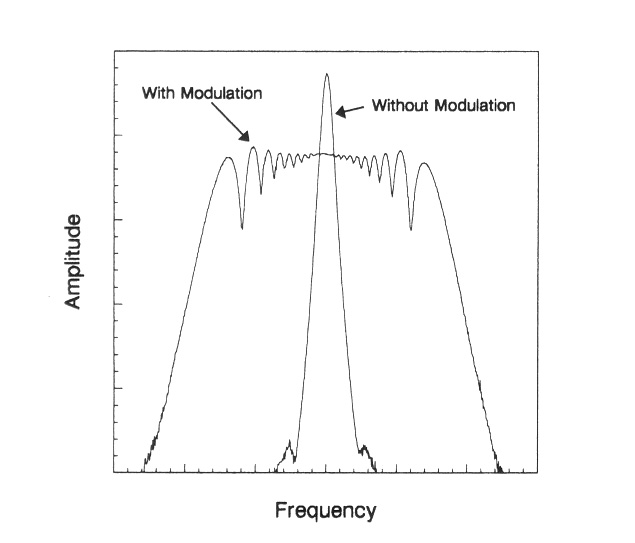 With Modulation
Without Modulation
Amplitude
Frequency